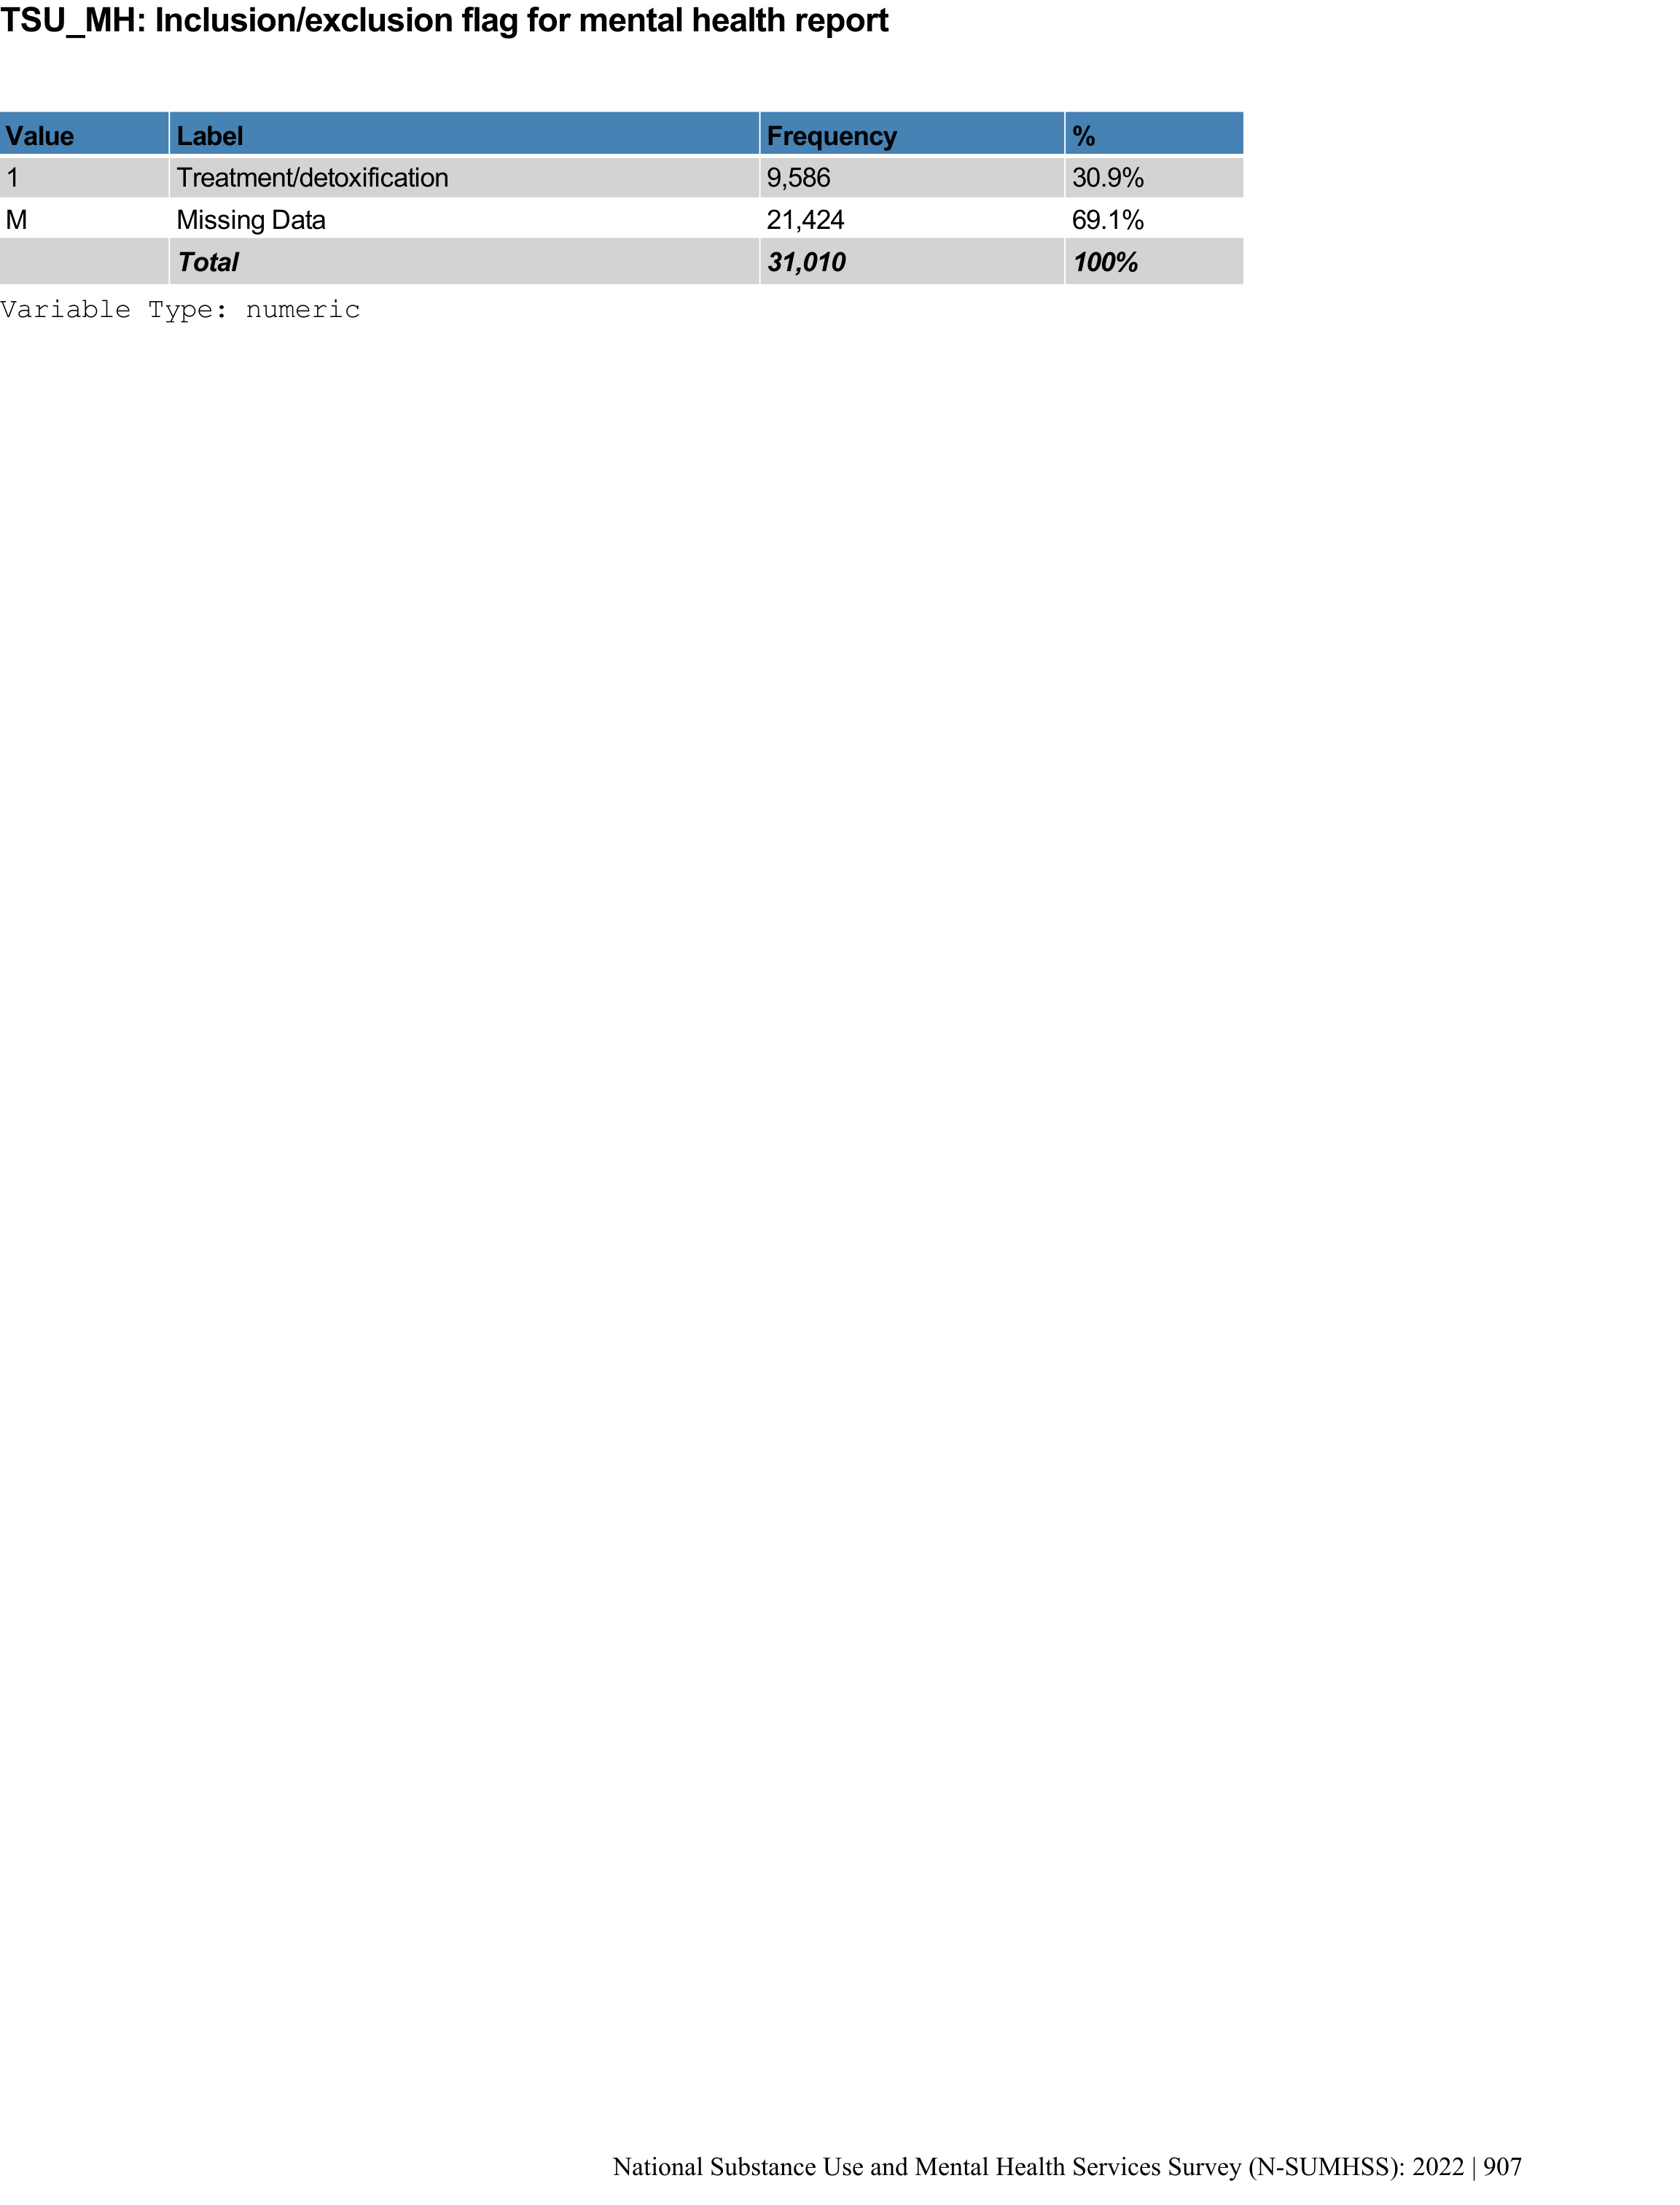 TSU_MH: Inclusion/exclusion flag for mental health report
Value Label Frequency %
1 Treatment/detoxification 9,586 30.9%
M Missing Data 21,424 69.1%
Total 31,010 100%
Variable Type: numeric
National Substance Use and Mental Health Services Survey (N-SUMHSS): 2022 | 907